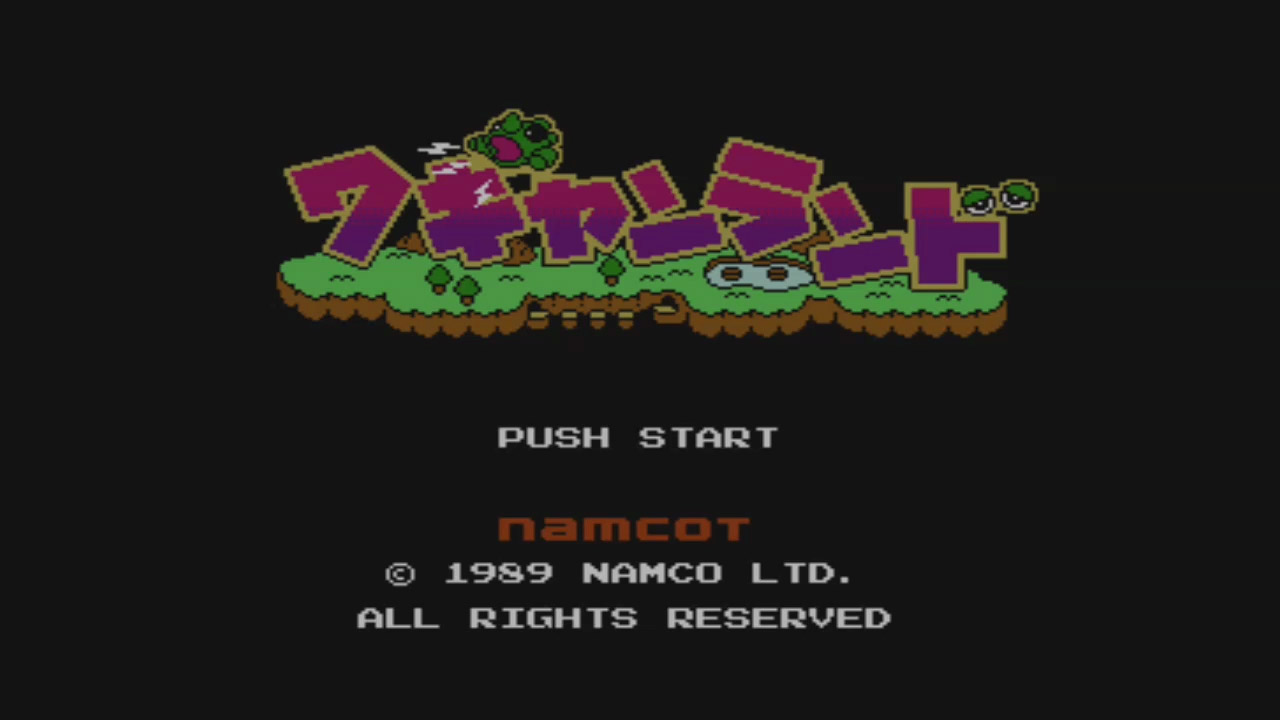 ワギャンランド
PUSH START
namcot
© 1989 NAMCO LTD.
ALL RIGHTS RESERVED